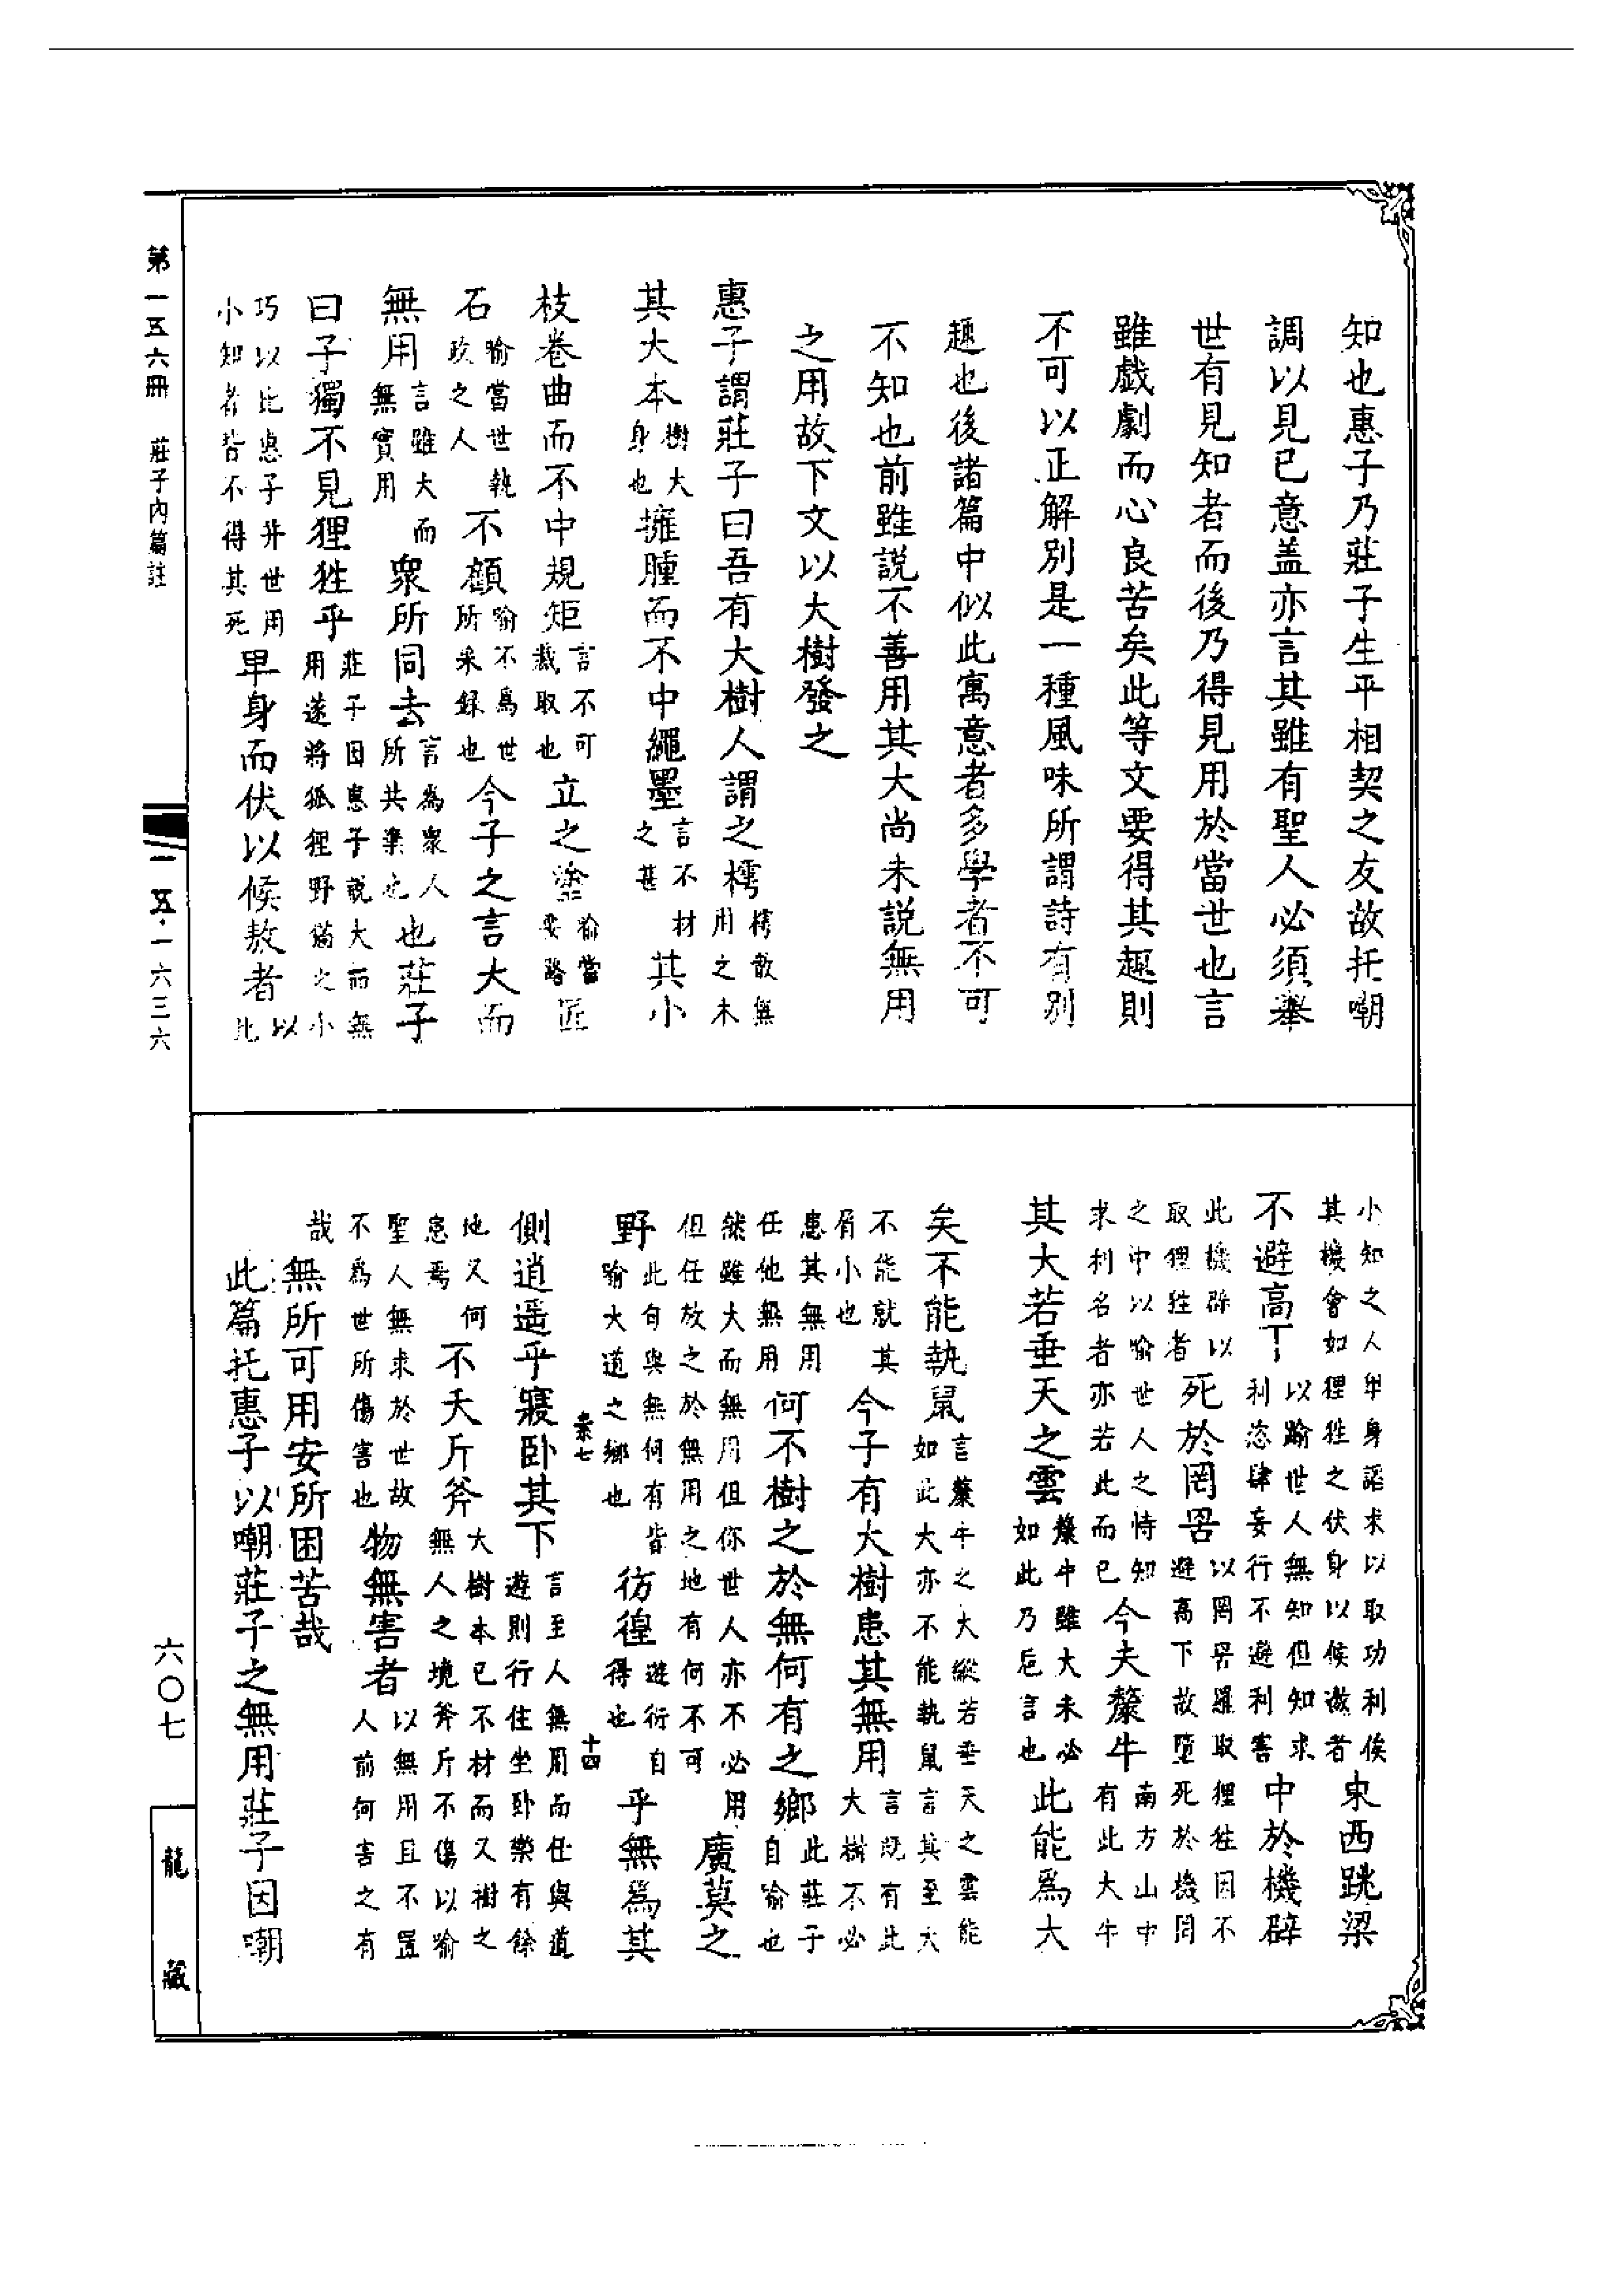 知也惠子乃莊子生平相契之友故托嘲
調以見已意盖亦言其雖有聖人必須舉
世有見知者而後乃得見用於當世也言
雖戲劇而心良苦矣此等文要得其趣則
不可以正解別是一種風味所謂詩有別
趣也後諸篇中似此寓意者多學者不可
不知也前雖説不善用其大尚未説無用
之用故下文以大樹發之
惠子謂莊子曰吾有大樹人謂之樗樗散無用之木
其大本樹大身也擁腫而不中繩墨言不材之甚其小
枝卷曲而不中規矩言不可裁取也立之塗喻當要路匠
石喻當世執政之人不顧喻不爲世所采録也今子之言大而
無用言雖大而無實用衆所同去言為衆人所共棄也也莊子
曰子獨不見狸狌乎莊子因惠子説大而無用遂將狐狸野猫之小
巧以比惠子井世用小知者皆不得其死卑身而伏以候敖者以比
小知之人卑身諂求以取功利俟其機會如狸狌之伏身以候遨者東西跳梁
不避高下以喻世人無知但知求利恣肆妄行不避利害中於機辟
此機辟以取狸狌者死於罔罟以罔罟羅取避高下故墮狸狌因不死於機罔
之中以喻世人之恃知求利名者亦若此而已今夫斄牛南方山中有此大牛
其大若垂天之雲斄牛雖大未必如此乃巵言也此能爲大
矣不能執鼠言斄牛之大縱若垂天之雲能如此大亦不能執鼠言其至大
不能就其屑小也今子有大樹患其無用言既有此大樹不必
患其無用任他無用何不樹之於無何有之鄉此莊子自喻也
然雖大而無用但你世人亦不必用但任放之於無用之地有何不可廣莫之
野此自與無何有皆喻大道之鄉也彷徨遊衍自得也乎無爲其
側逍遥乎寢卧其下言至人無用而任與道遊則行住坐卧樂有餘
地又何患焉不夭斤斧大樹本已不材而又樹之無人之境斧斤不傷以喻
聖人無求於世故不爲世所傷害也物無害者以無用且不置人前何害之有
哉無所可用安所困苦哉
此篇托惠子以嘲莊子之無用莊子因嘲
素七
十四
第一五六冊 莊子內篇註
一五·一六三六
六〇七
龍藏